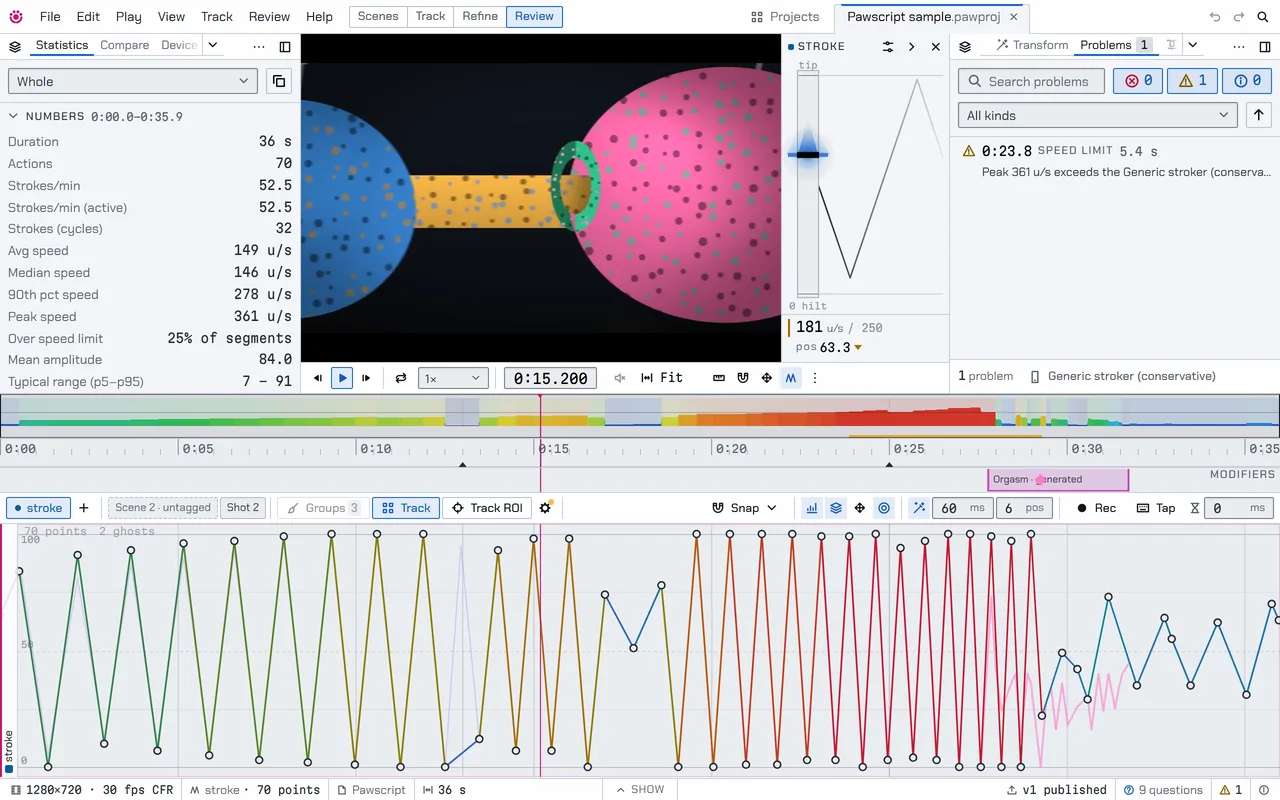 File Edit Play View Track Review Help Scenes Track Refine Review Projects Pawscript sample.pawproj
Statistics Compare Device
STROKE
Transform Problems 1
Whole
Search problems 0 1 0
NUMBERS 0:00.0–0:35.9
All kinds
Duration 36 s
Actions 70
Strokes/min 52.5
Strokes/min (active) 52.5
Strokes (cycles) 32
Avg speed 149 u/s
Median speed 146 u/s
90th pct speed 278 u/s
Peak speed 361 u/s
Over speed limit 25% of segments
Mean amplitude 84.0
Typical range (p5–p95) 7 – 91
tip
0 hilt
181 u/s / 250
pos 63.3
0:23.8 SPEED LIMIT 5.4 s
Peak 361 u/s exceeds the Generic stroker (conserva...
1 problem Generic stroker (conservative)
1× 0:15.200 Fit
0:00 0:05 0:10 0:15 0:20 0:25 0:30 0:35
Orgasm · enerated
MODIFIERS
stroke + Scene 2 · untagged Shot 2 Groups 3 Track Track ROI Snap 60 ms 6 pos Rec Tap 0 ms
70 points 2 ghosts
100
50
0
stroke
1280×720 · 30 fps CFR stroke · 70 points Pawscript 36 s SHOW v1 published 9 questions 1